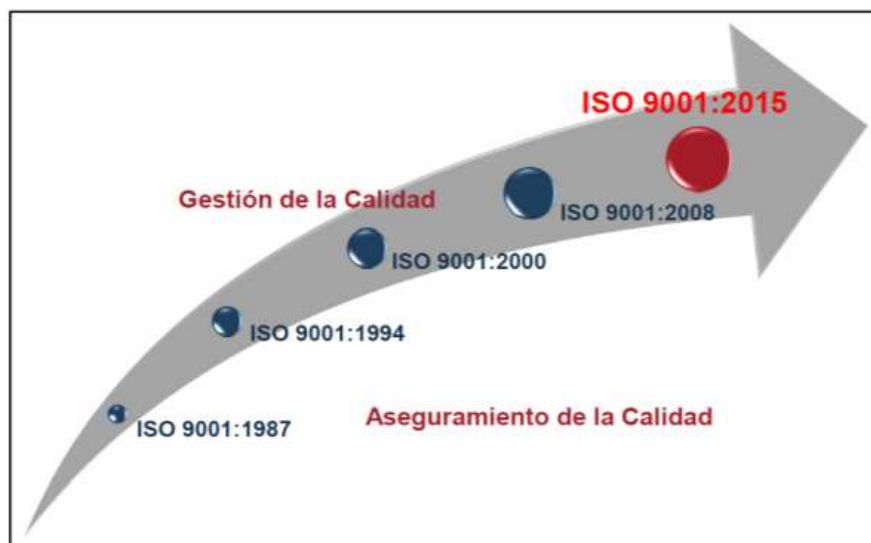 ISO 9001:2015
Gestión de la Calidad
ISO 9001:2008
ISO 9001:2000
ISO 9001:1994
Aseguramiento de la Calidad
ISO 9001:1987